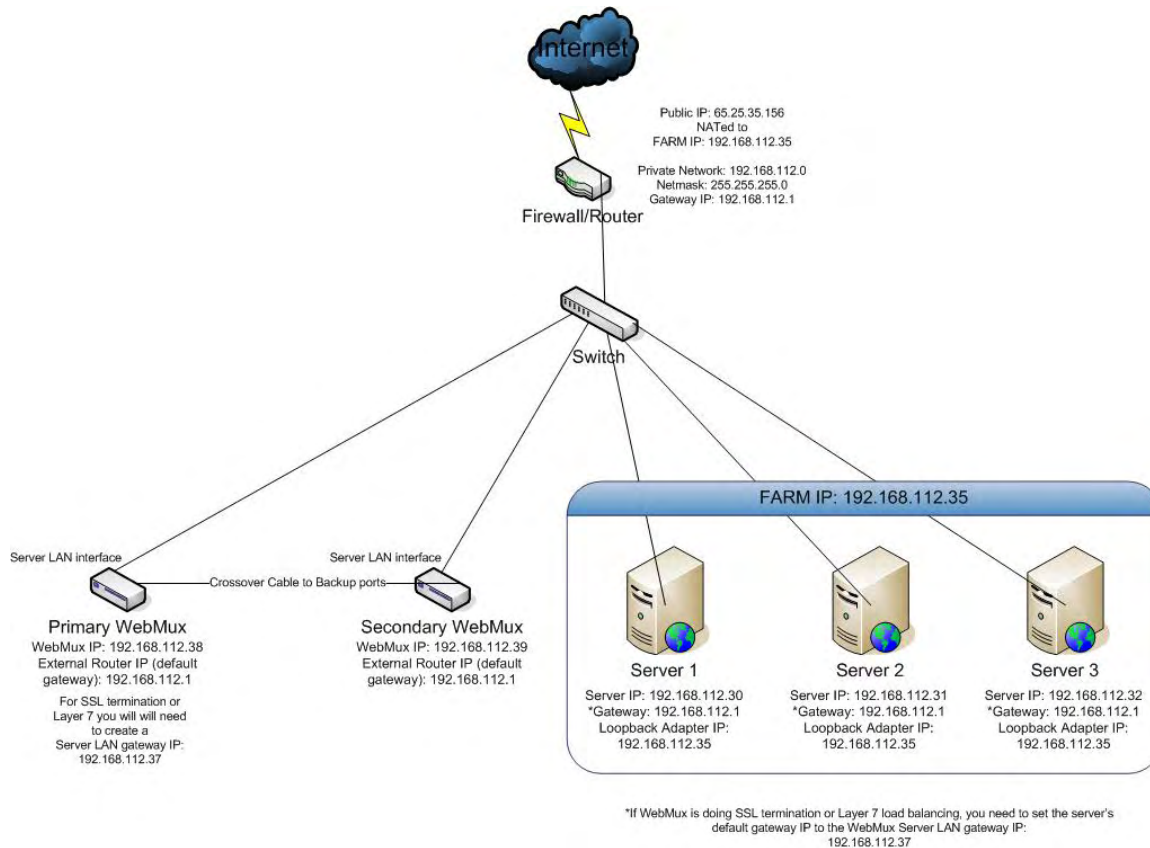 Internet
Public IP: 65.25.35.156
NATed to
FARM IP: 192.168.112.35
Private Network: 192.168.112.0
Netmask: 255.255.255.0
Gateway IP: 192.168.112.1
Firewall/Router
Switch
FARM IP: 192.168.112.35
Server LAN interface
Server LAN interface
Crossover Cable to Backup ports
Primary WebMux
WebMux IP: 192.168.112.38
External Router IP (default
gateway): 192.168.112.1
For SSL termination or
Layer 7 you will will need
to create a
Server LAN gateway IP:
192.168.112.37
Secondary WebMux
WebMux IP: 192.168.112.39
External Router IP (default
gateway): 192.168.112.1
Server 1
Server IP: 192.168.112.30
*Gateway: 192.168.112.1
Loopback Adapter IP:
192.168.112.35
Server 2
Server IP: 192.168.112.31
*Gateway: 192.168.112.1
Loopback Adapter IP:
192.168.112.35
Server 3
Server IP: 192.168.112.32
*Gateway: 192.168.112.1
Loopback Adapter IP:
192.168.112.35
*If WebMux is doing SSL termination or Layer 7 load balancing, you need to set the server's
default gateway IP to the WebMux Server LAN gateway IP:
192.168.112.37